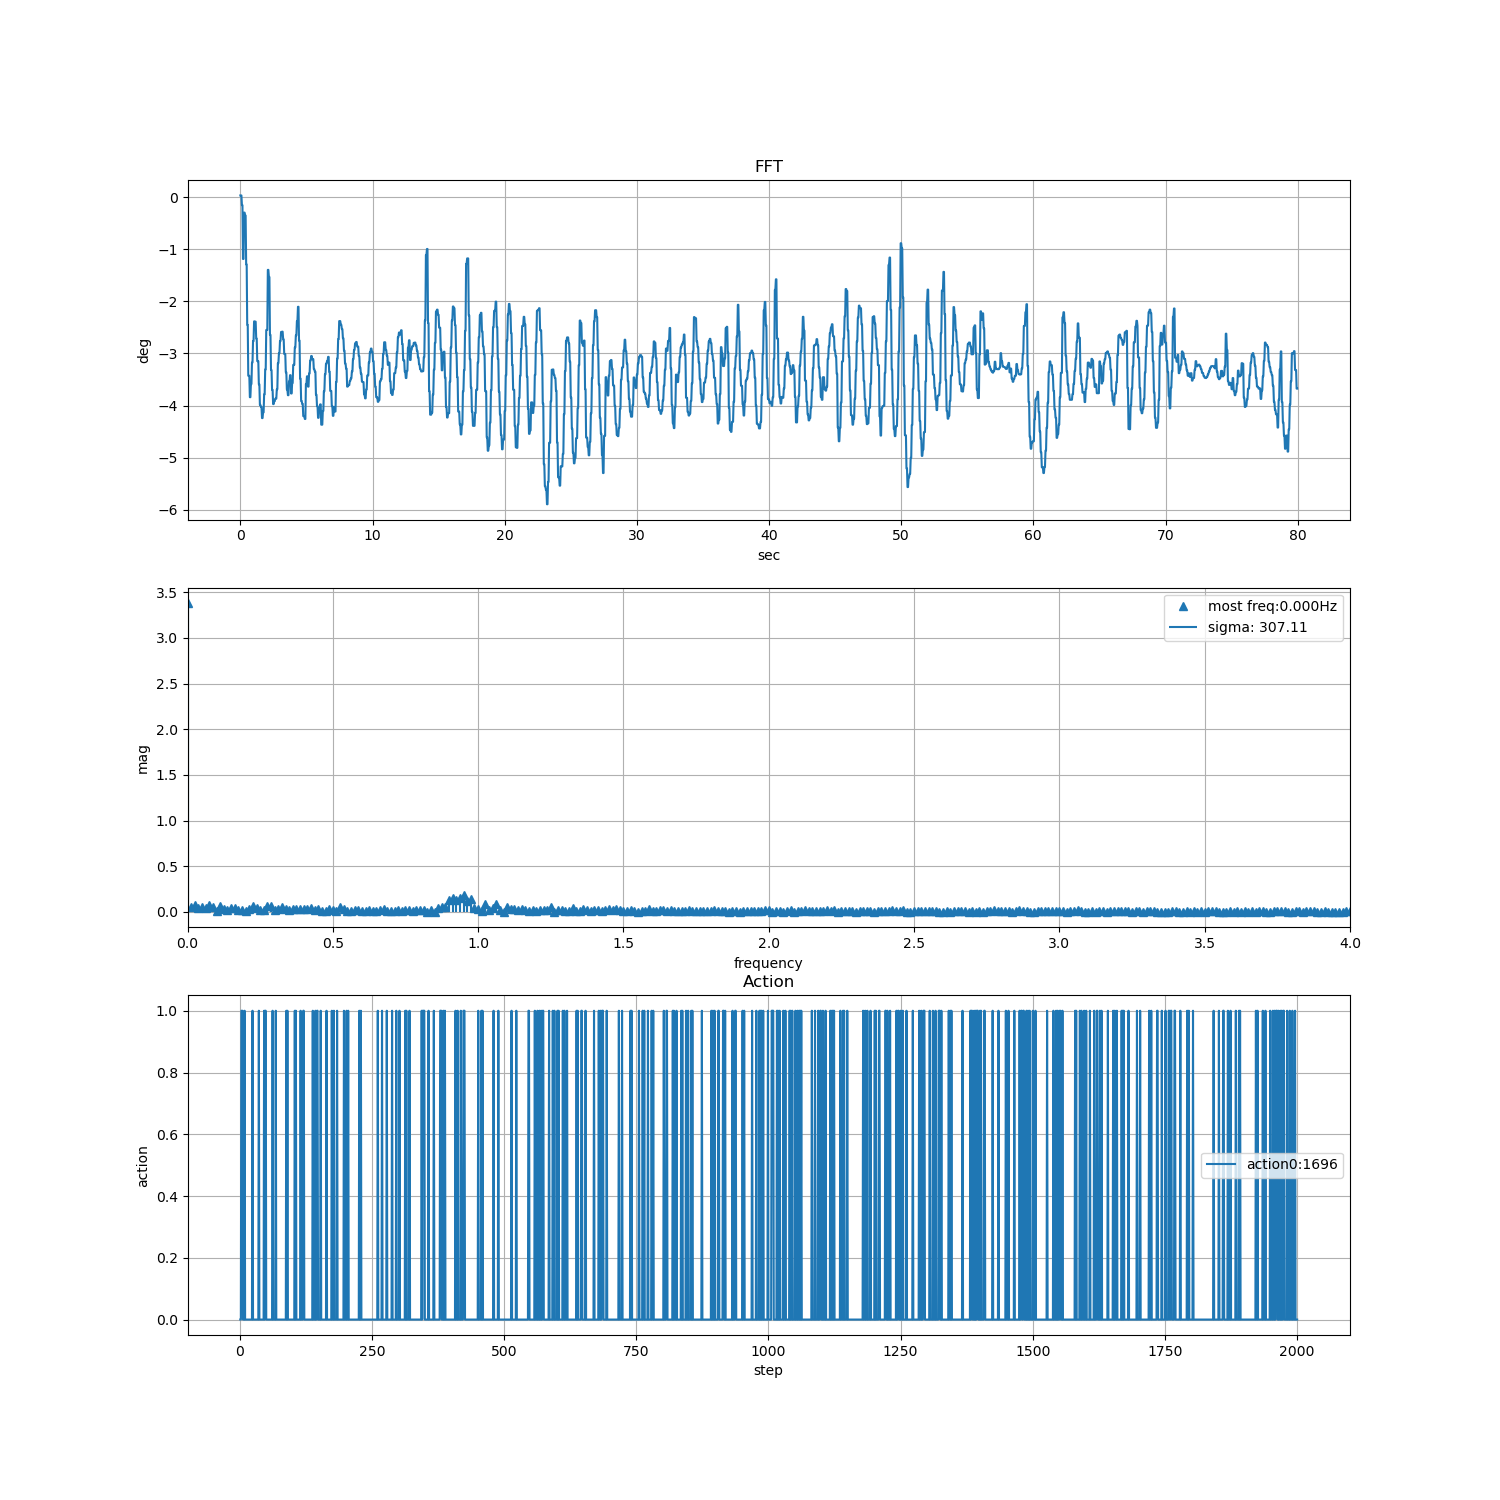 FFT
0
−1
−2
−3
−4
−5
−6
deg
0 10 20 30 40 50 60 70 80
sec
3.5
3.0
2.5
2.0
1.5
1.0
0.5
0.0
mag
most freq:0.000Hz
sigma: 307.11
0.0 0.5 1.0 1.5 2.0 2.5 3.0 3.5 4.0
frequency
Action
1.0
0.8
0.6
0.4
0.2
0.0
action
action0:1696
0 250 500 750 1000 1250 1500 1750 2000
step